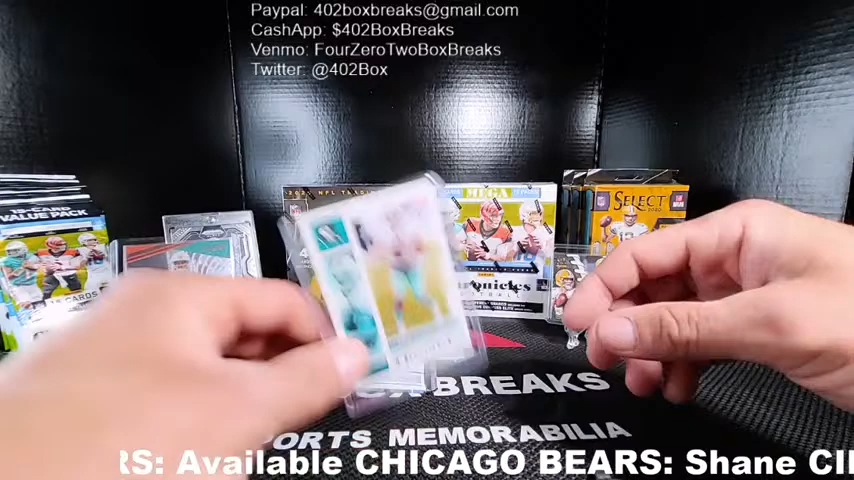 Paypal: 402boxbreaks@gmail.com
CashApp: $402BoxBreaks
Venmo: FourZeroTwoBoxBreaks
Twitter: @402Box
VALUE PACK
MEGA
SELECT
BREAKS
SPORTS MEMORABILIA
RS: Available CHICAGO BEARS: Shane CI